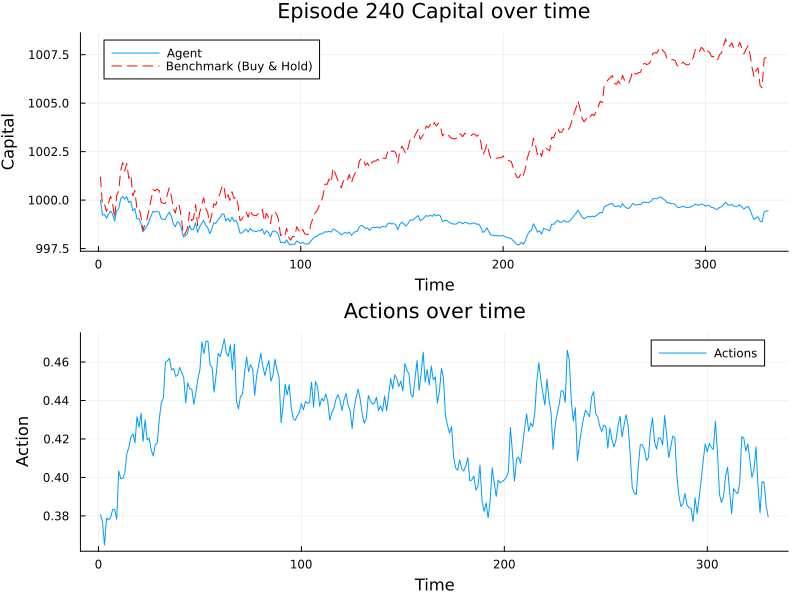 Episode 240 Capital over time
Agent
Benchmark (Buy & Hold)
1007.5
1005.0
1002.5
1000.0
997.5
Capital
0
100
200
300
Time
Actions over time
Actions
0.46
0.44
0.42
0.40
0.38
Action
0
100
200
300
Time